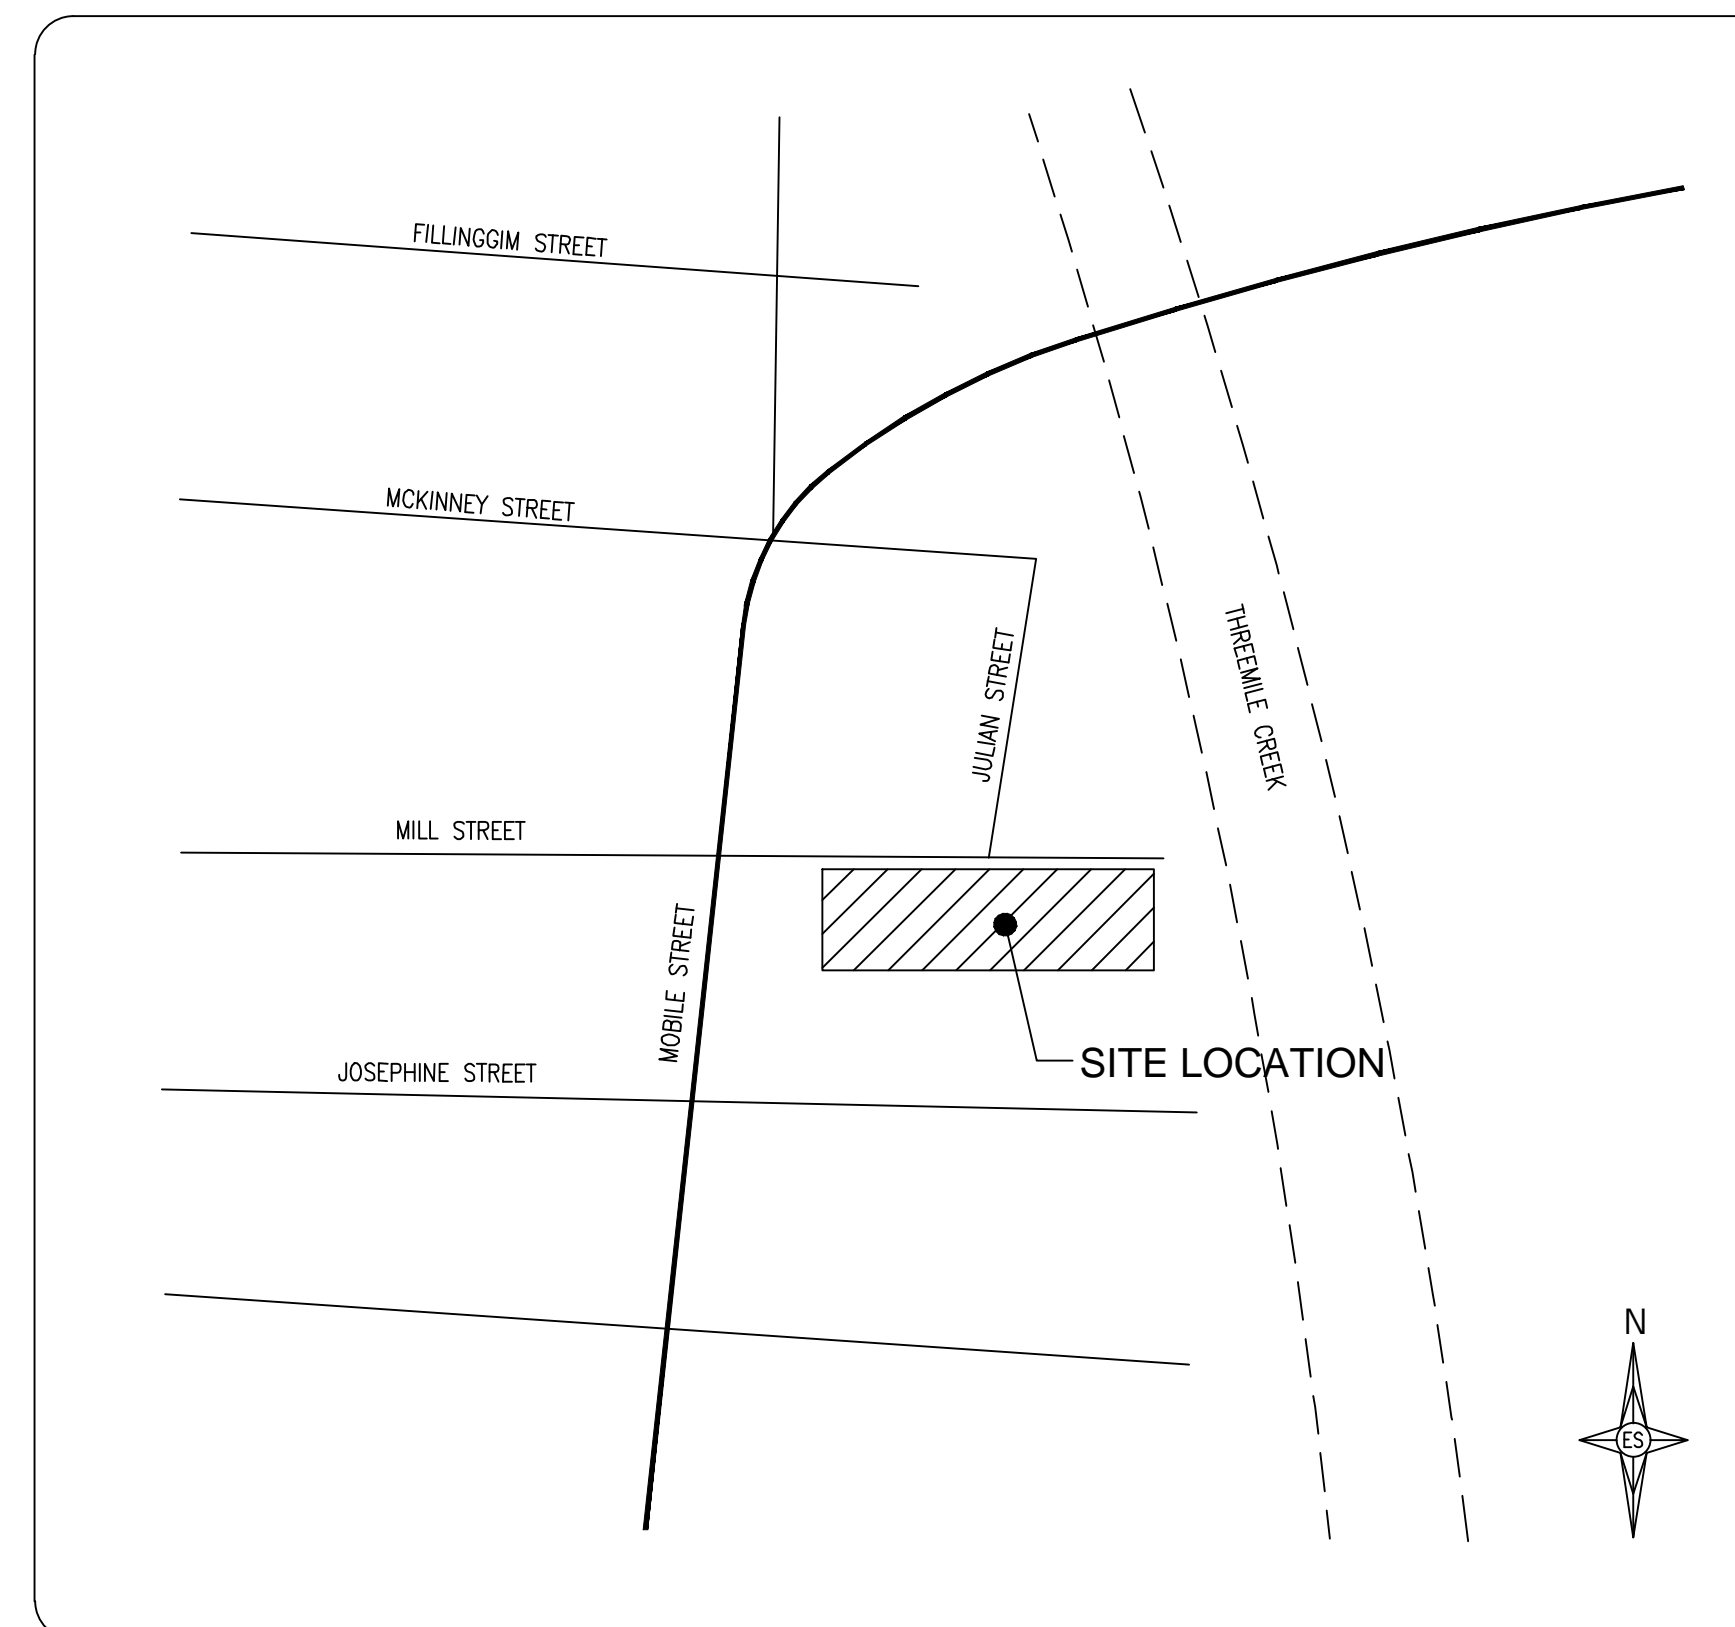 FILLINGGIM STREET
MCKINNEY STREET
JULIAN STREET
THREEMILE CREEK
MILL STREET
MOBILE STREET
SITE LOCATION
JOSEPHINE STREET
N
ES